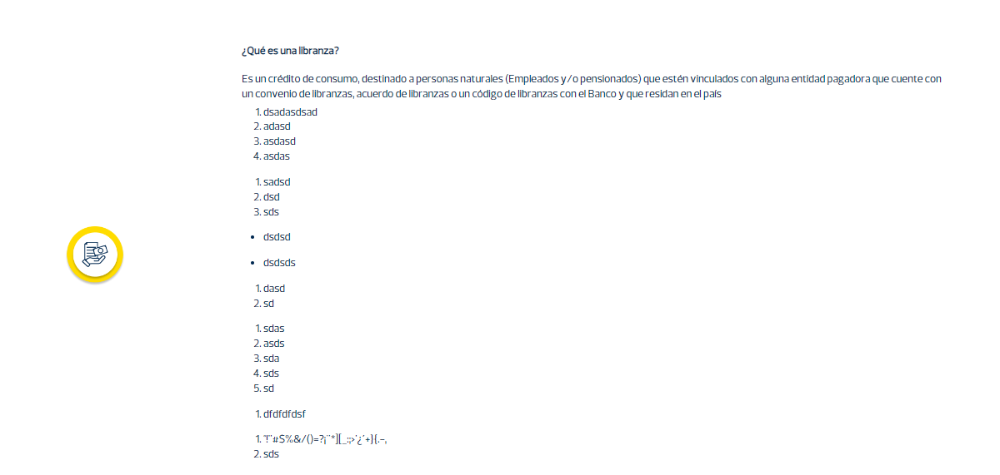 ¿Qué es una libranza?
Es un crédito de consumo, destinado a personas naturales (Empleados y/o pensionados) que estén vinculados con alguna entidad pagadora que cuente con
un convenio de libranzas, acuerdo de libranzas o un código de libranzas con el Banco y que residan en el país
1. dsadasdsad
2. adasd
3. asdasd
4. asdas
1. sadsd
2. dsd
3. sds
• dsdsd
• dsdsds
1. dasd
2. sd
1. sdas
2. asds
3. sda
4. sds
5. sd
1. dfdfdfdsf
1. °!"#$%&/()=?¡¨*][_:;>'¿´+}{.-,
2. sds